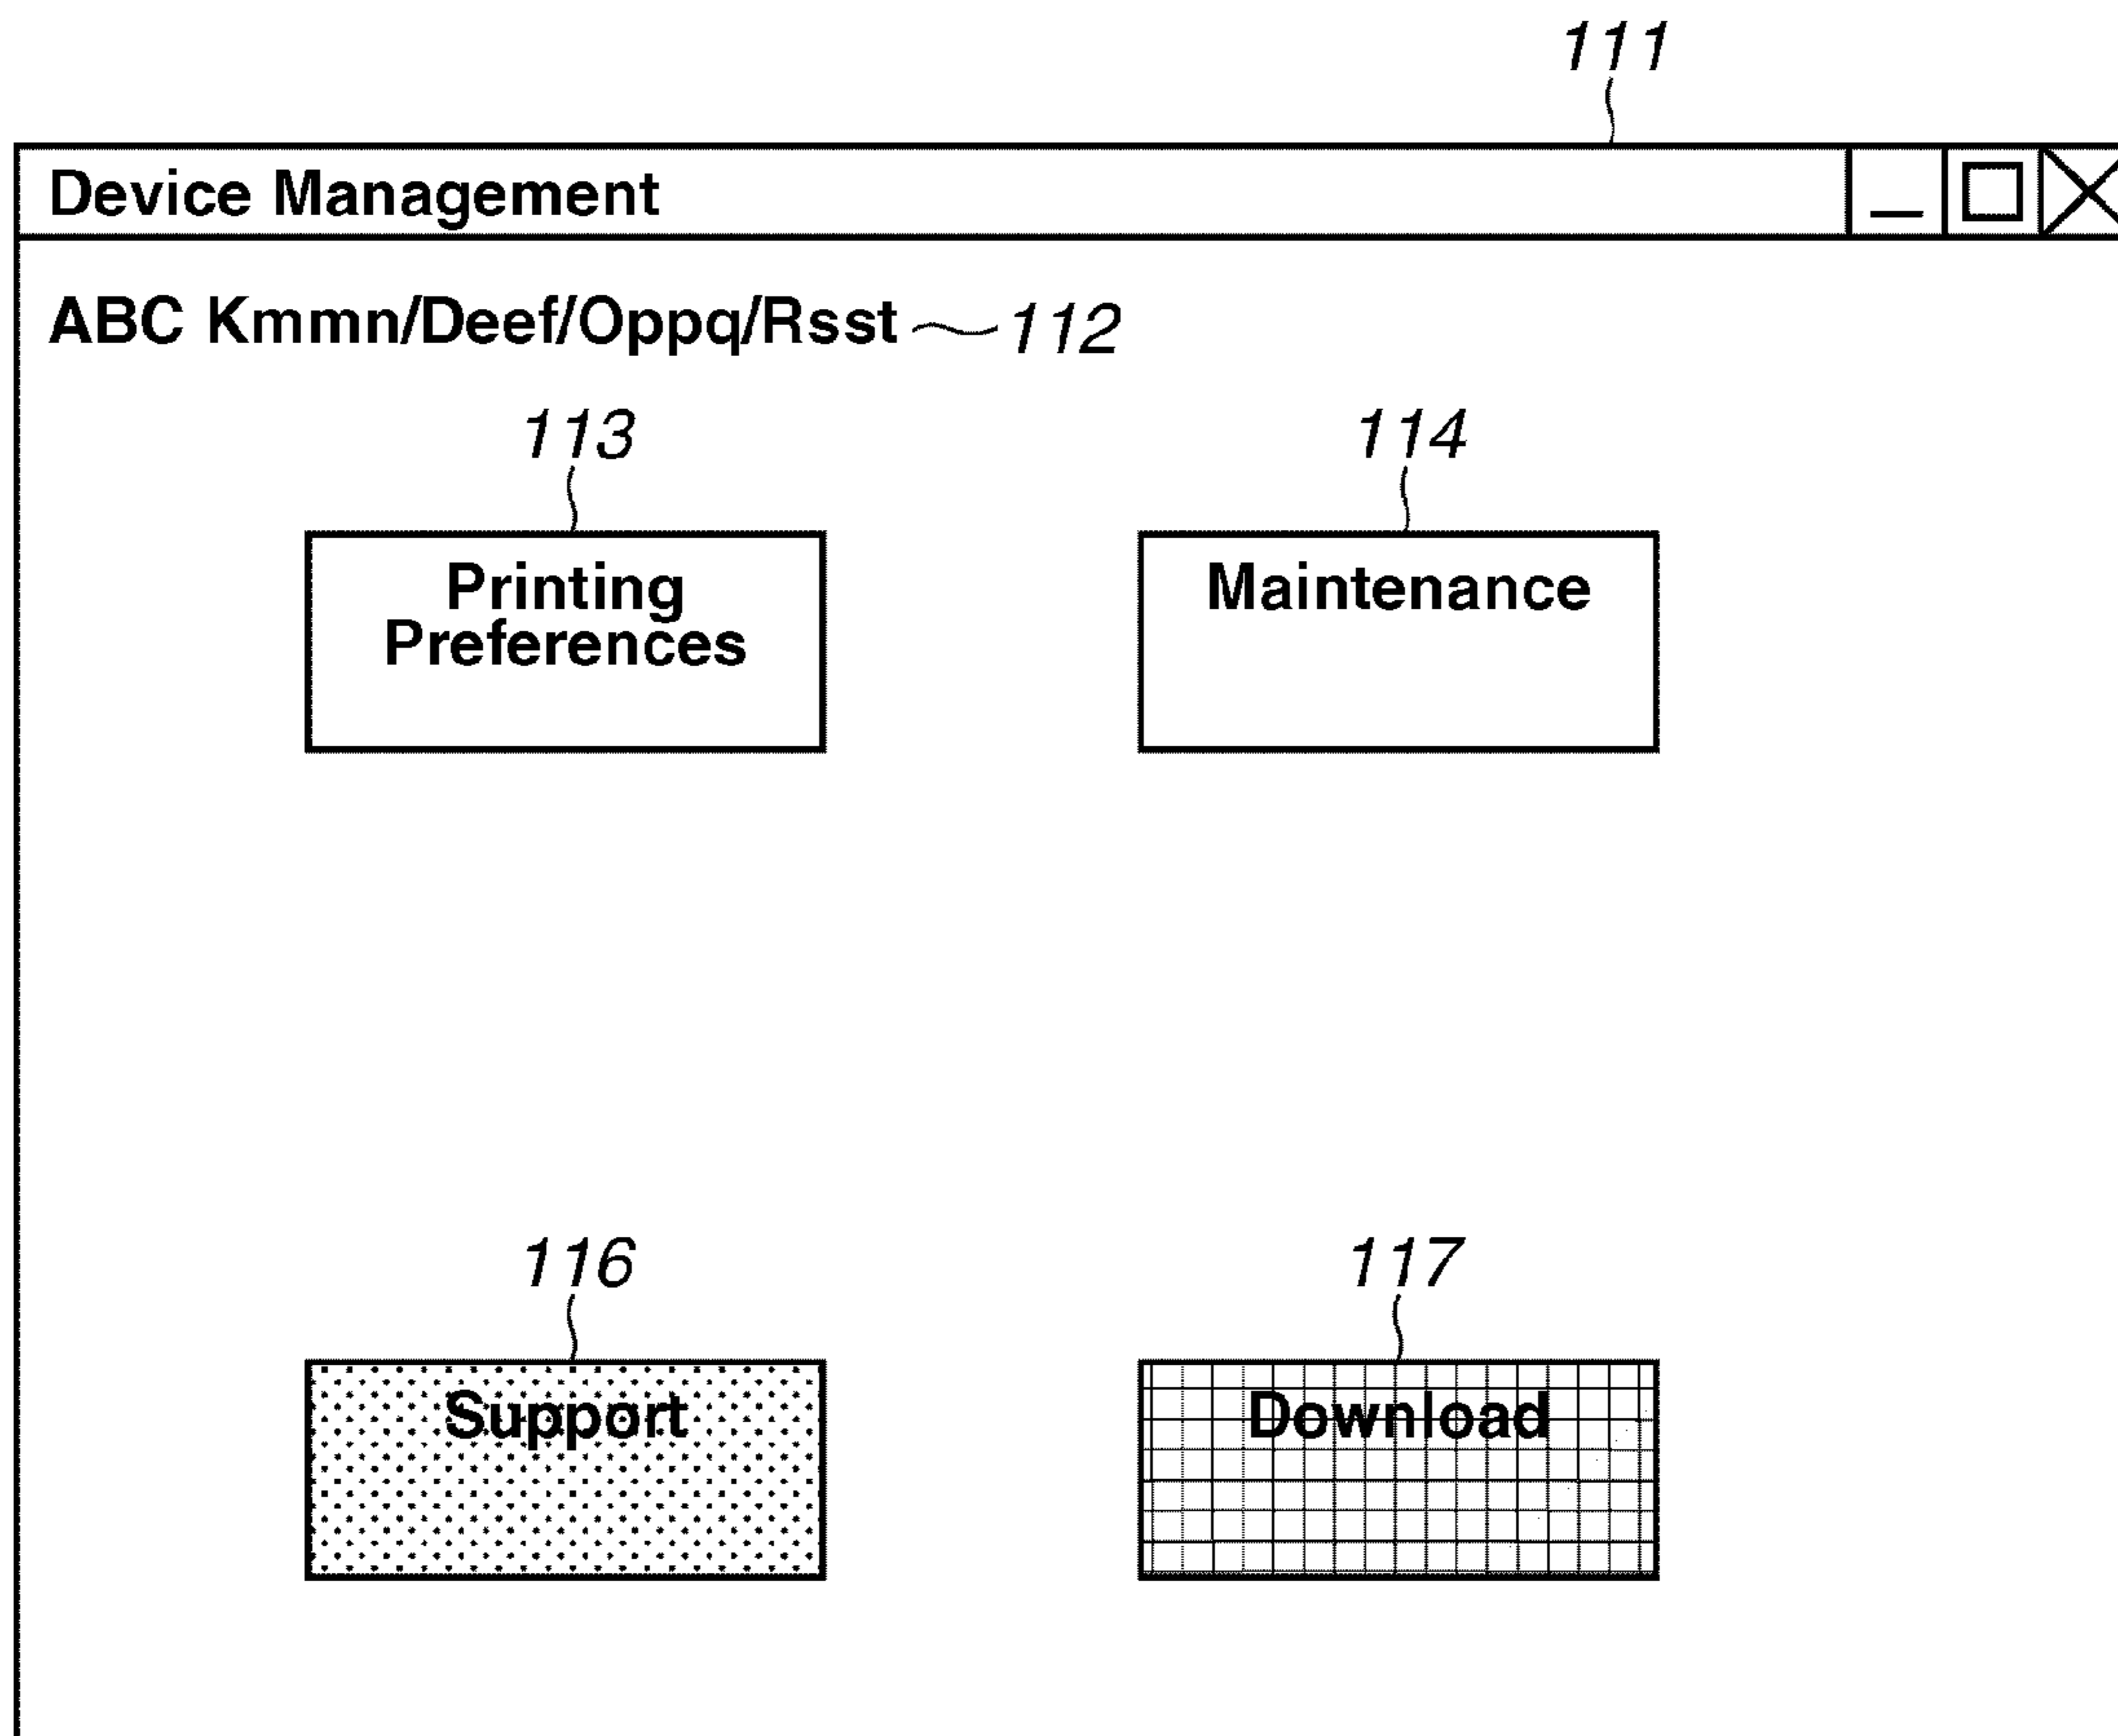 111
Device Management
ABC Kmmn/Deef/Oppq/Rsst 112
113
114
Printing
Preferences
Maintenance
116
117
Support
Download